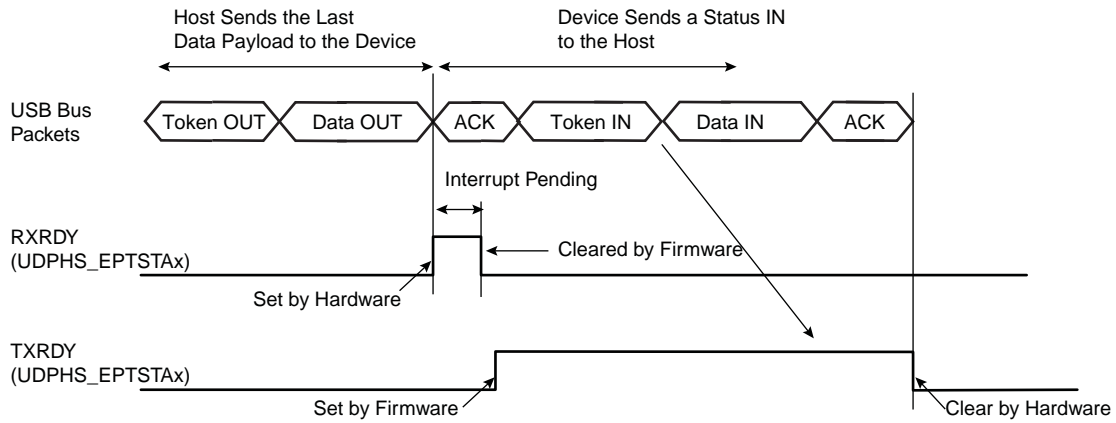 Host Sends the Last
Data Payload to the Device
Device Sends a Status IN
to the Host
USB Bus
Packets
Token OUT
Data OUT
ACK
Token IN
Data IN
ACK
Interrupt Pending
RXRDY
(UDPHS_EPTSTAx)
Cleared by Firmware
Set by Hardware
TXRDY
(UDPHS_EPTSTAx)
Set by Firmware
Clear by Hardware